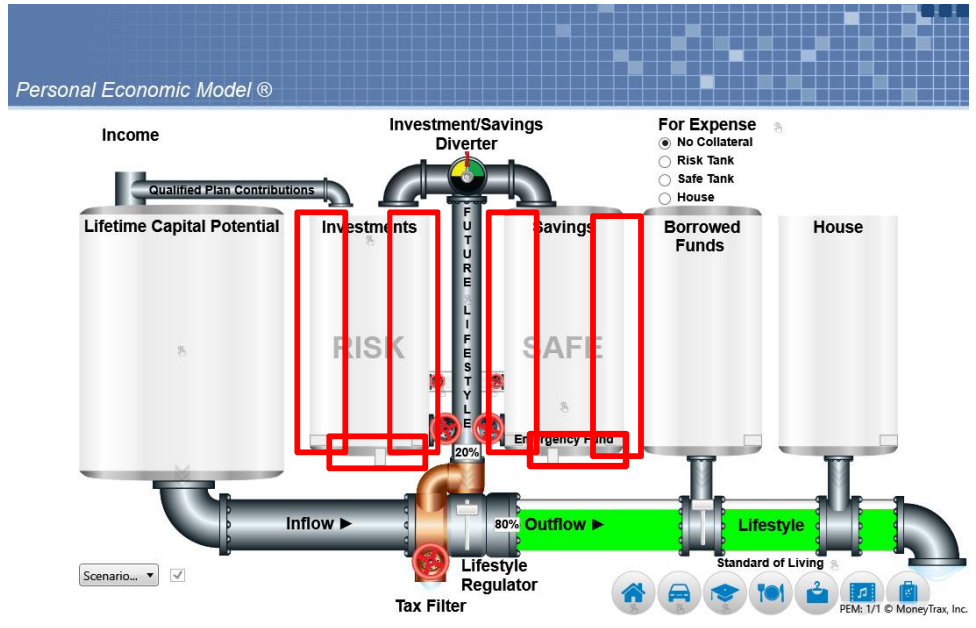 Personal Economic Model ®
Income
Investment/Savings
Diverter
For Expense
No Collateral
Risk Tank
Safe Tank
House
Qualified Plan Contributions
Lifetime Capital Potential
Investments
FUTURE LIFESTYLE
Savings
Borrowed
Funds
House
RISK
SAFE
Emergency Fund
20%
Inflow ►
80%
Outflow ►
Lifestyle
Lifestyle
Regulator
Standard of Living
Scenario...
Tax Filter
PEM: 1/1 © MoneyTrax, Inc.